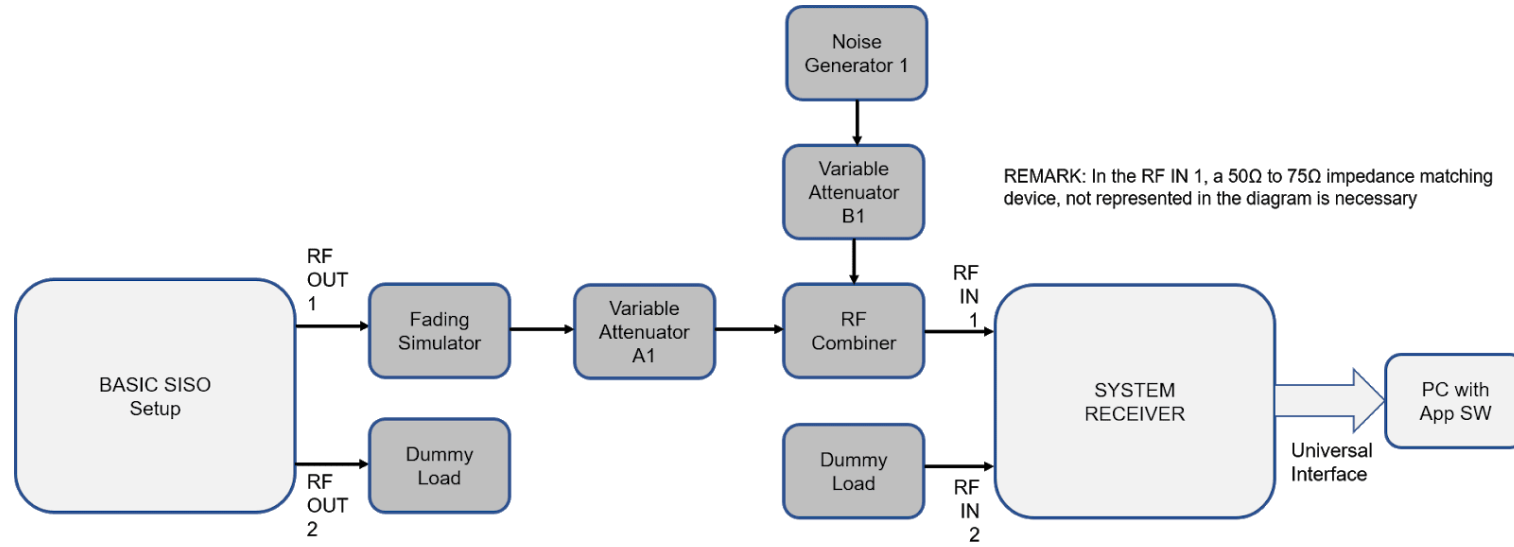 Noise
Generator 1
Variable
Attenuator
B1
REMARK: In the RF IN 1, a 50Ω to 75Ω impedance matching
device, not represented in the diagram is necessary
BASIC SISO
Setup
RF
OUT
1
Fading
Simulator
Variable
Attenuator
A1
RF
Combiner
RF
IN
1
SYSTEM
RECEIVER
PC with
App SW
Universal
Interface
RF
OUT
2
Dummy
Load
Dummy
Load
RF
IN
2